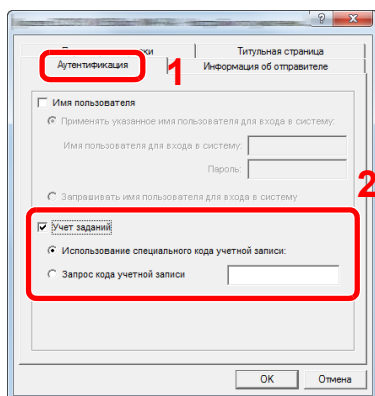 Титульная страница
Аутентификация
Информация об отправителе
1
Имя пользователя
Применять указанное имя пользователя для входа в систему:
Имя пользователя для входа в систему:
Пароль:
Запрашивать имя пользователя для входа в систему
2
Учет заданий
Использование специального кода учетной записи:
Запрос кода учетной записи
OK
Отмена